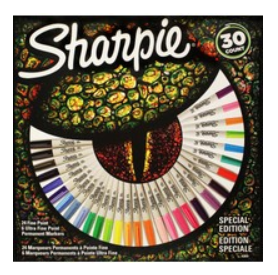 Sharpie
30
COUNT
24 Fine Point
6 Ultra Fine Point
Permanent Markers
24 Marqueurs Permanents à Pointe Fine
6 Marqueurs Permanents à Pointe Ultra Fine
SPECIAL
EDITION
EDITION
SPÉCIALE